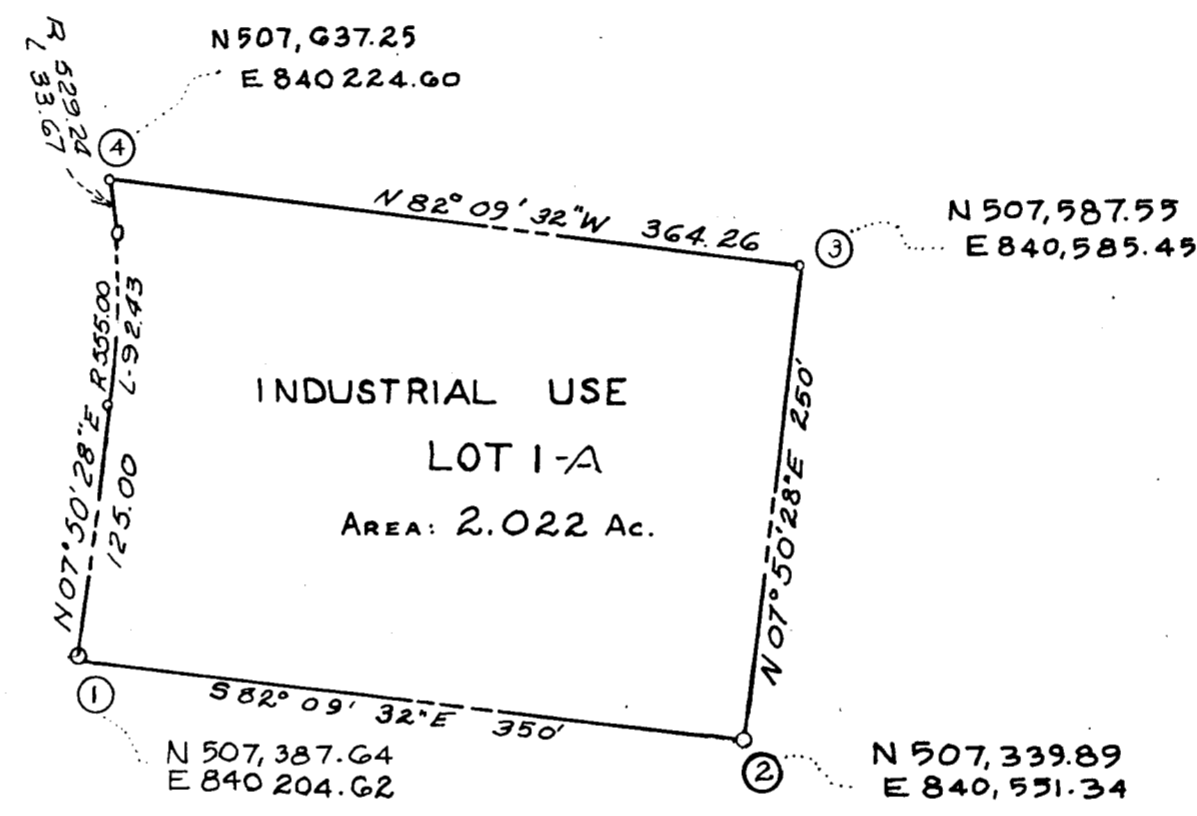 N 507,637.25
E 840 224.60
R 529.24
L 33.67
4
N 82° 09' 32"W 364.26
3
N 507,587.55
E 840,585.45
R 355.00
L-92.43
INDUSTRIAL USE
LOT 1-A
AREA: 2.022 Ac.
N 07° 50' 28"E
125.00
N 07° 50' 28"E 250'
1
S 82° 09' 32"E 350'
2
N 507,387.64
E 840 204.62
N 507,339.89
E 840,551.34